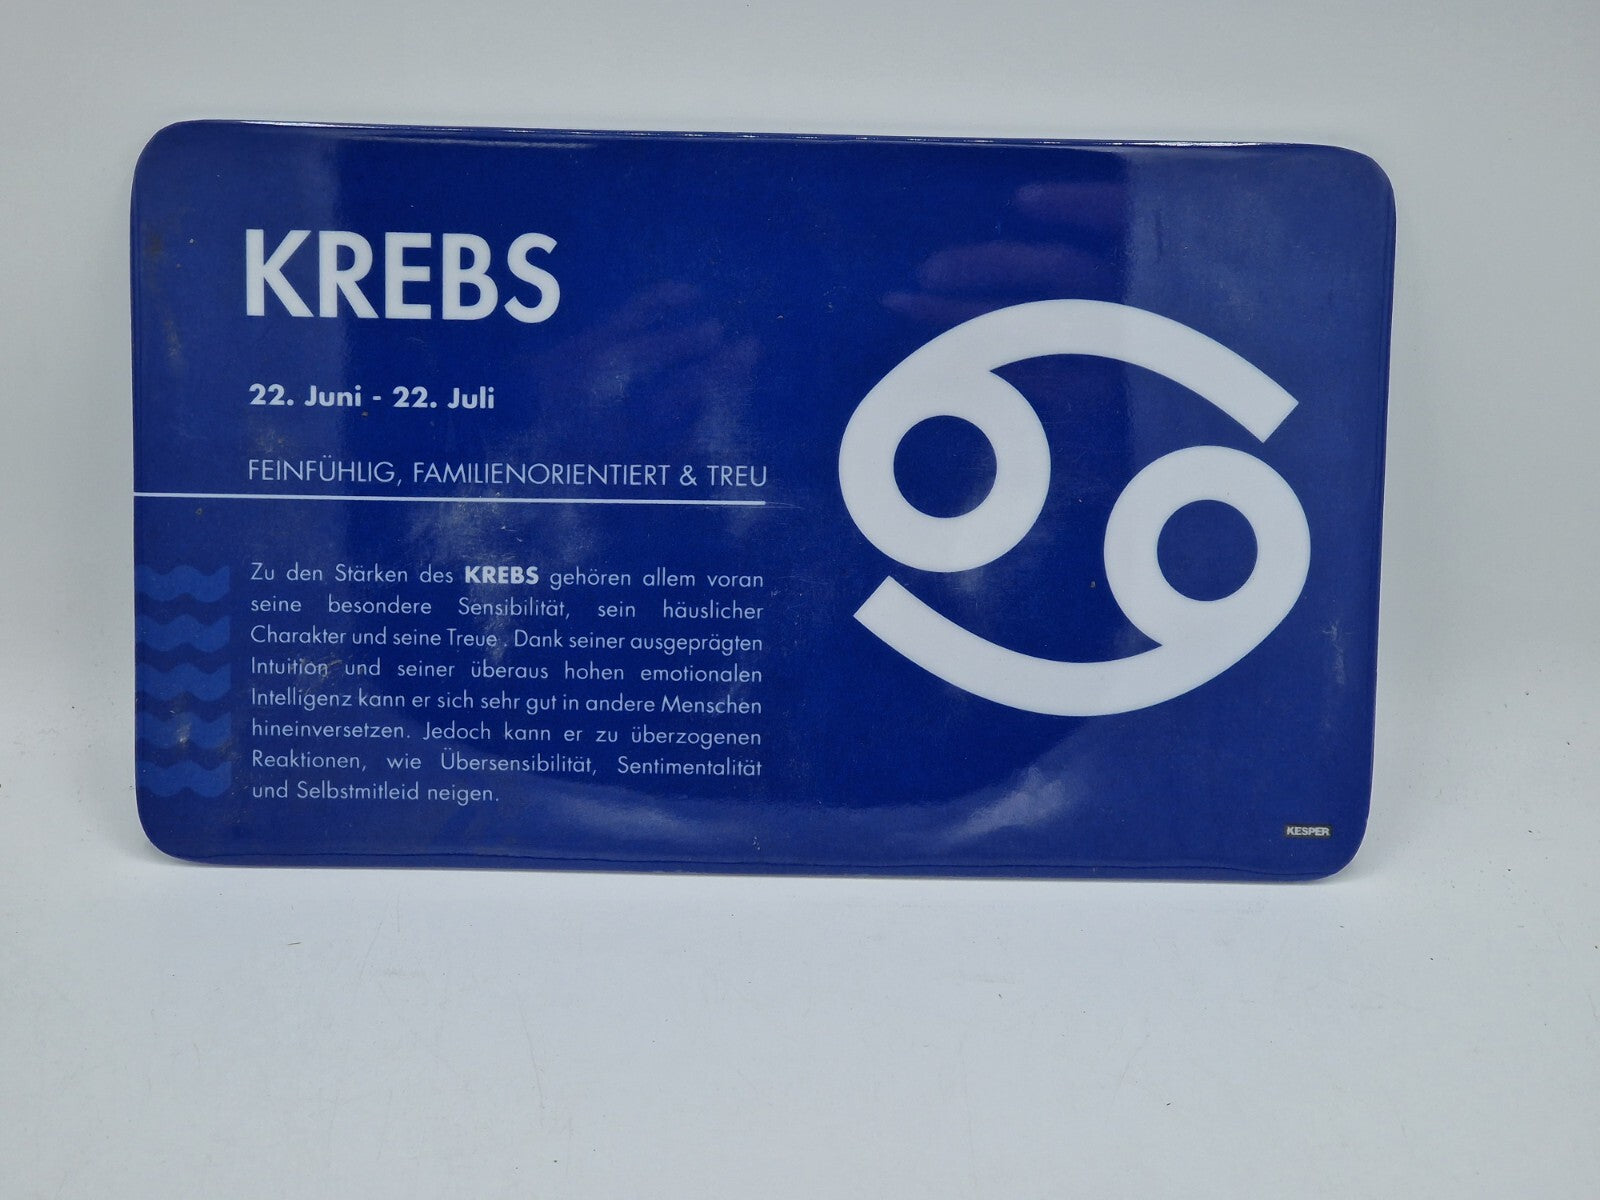 KREBS
22. Juni - 22. Juli
FEINFÜHLIG, FAMILIENORIENTIERT & TREU
Zu den Stärken des KREBS gehören allem voran
seine besondere Sensibilität, sein häuslicher
Charakter und seine Treue . Dank seiner ausgeprägten
Intuition und seiner überaus hohen emotionalen
Intelligenz kann er sich sehr gut in andere Menschen
hineinversetzen. Jedoch kann er zu überzogenen
Reaktionen, wie Übersensibilität, Sentimentalität
und Selbstmitleid neigen.
KESPER